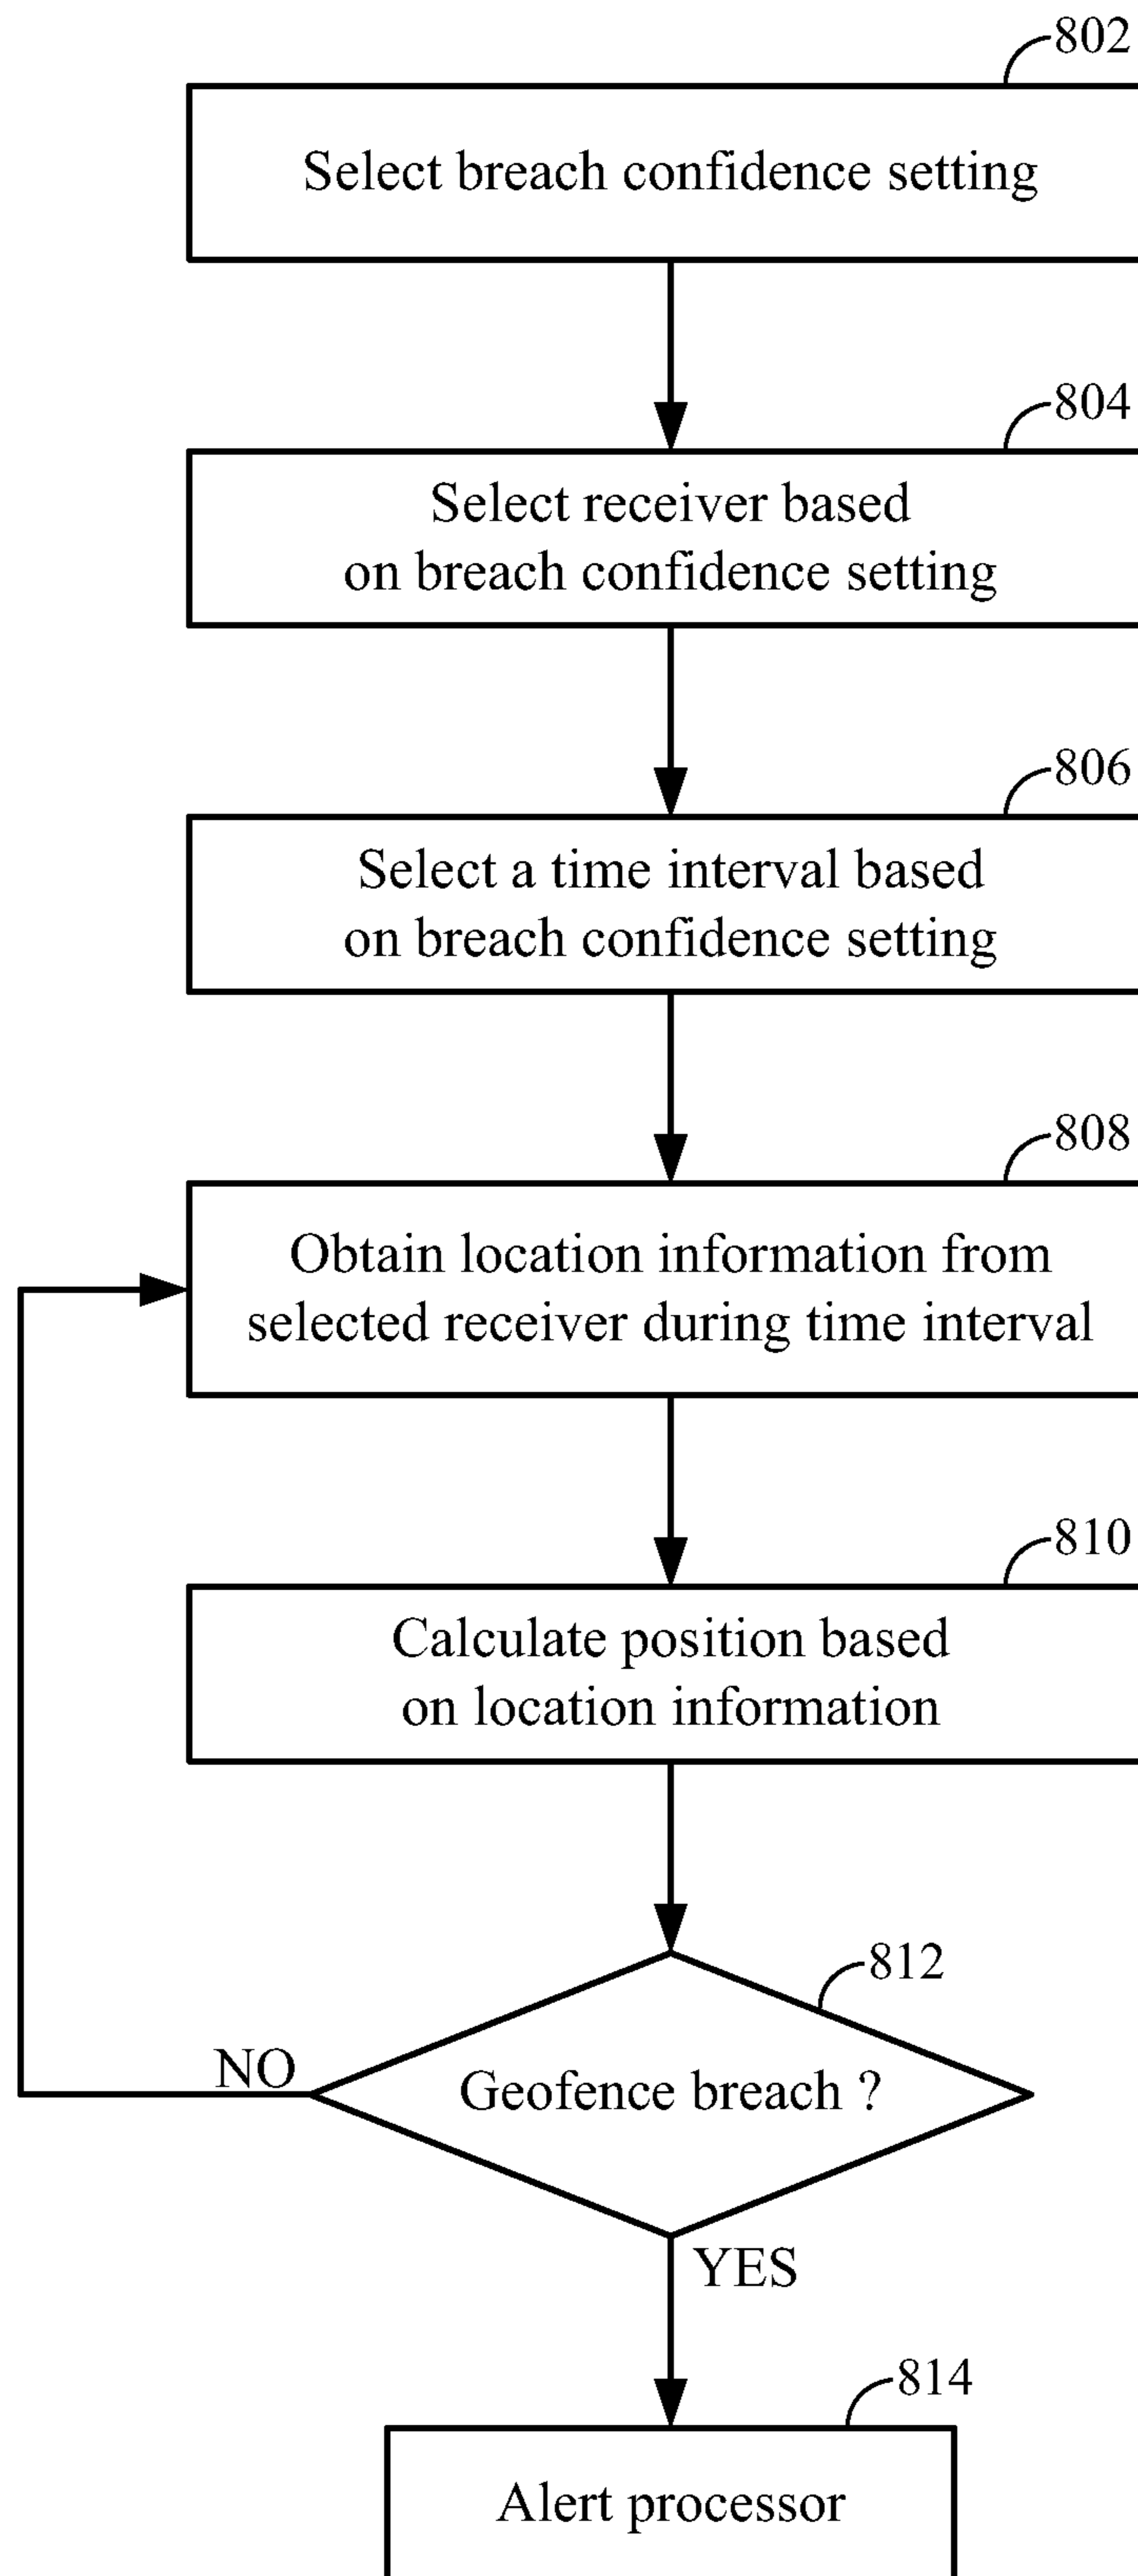 802
Select breach confidence setting
804
Select receiver based
on breach confidence setting
806
Select a time interval based
on breach confidence setting
808
Obtain location information from
selected receiver during time interval
810
Calculate position based
on location information
812
Geofence breach ?
NO
YES
814
Alert processor